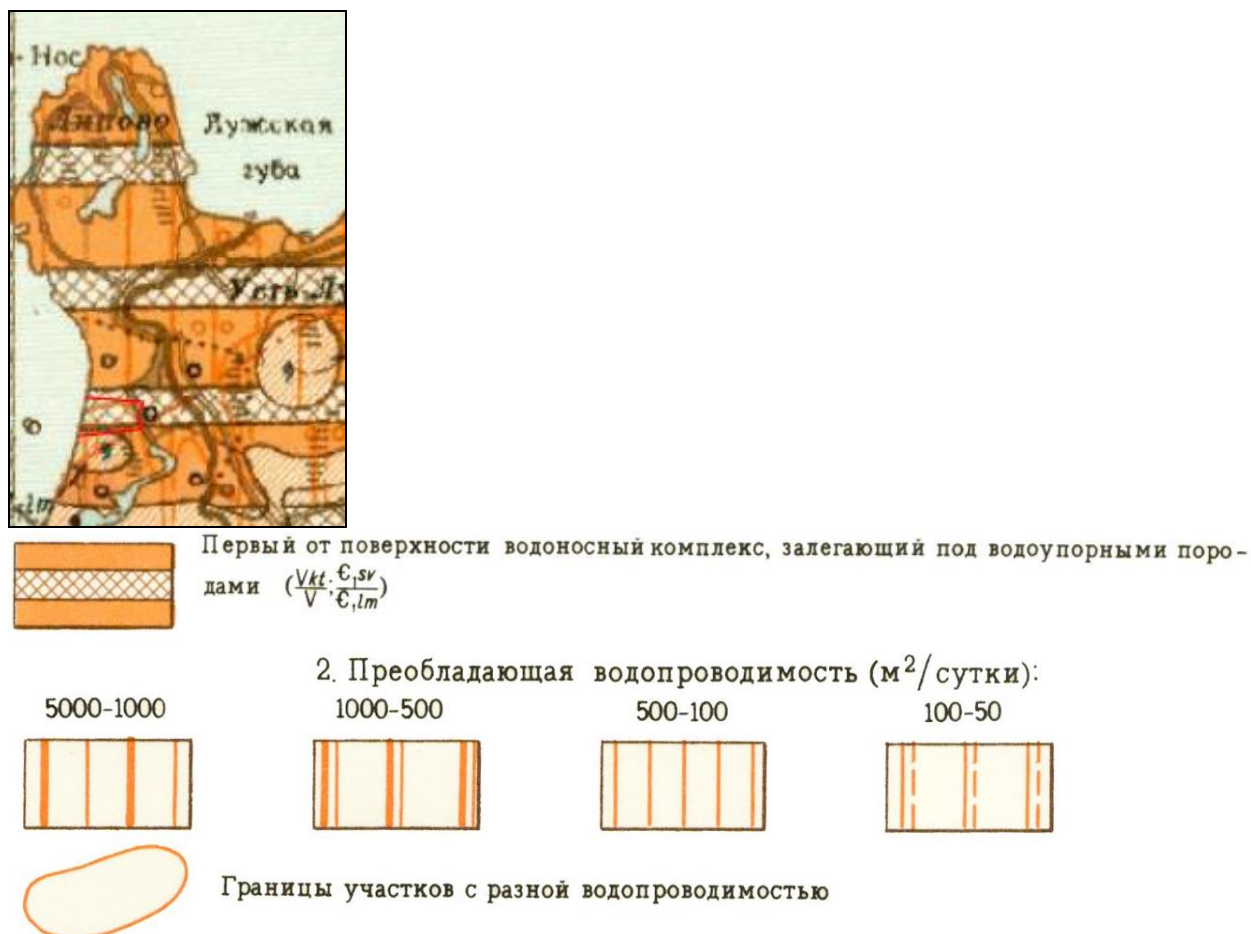 - Нос
Липово
Лужская
губа
Усть-Лу
lm
Первый от поверхности водоносный комплекс, залегающий под водоупорными поро-
дами (Vkt/V; Є₁sv/Є₁lm)
2. Преобладающая водопроводимость (м²/сутки):
5000-1000 1000-500 500-100 100-50
Границы участков с разной водопроводимостью